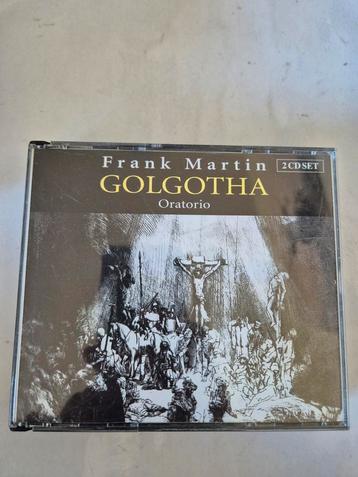 Frank Martin
2 CD SET
GOLGOTHA
Oratorio